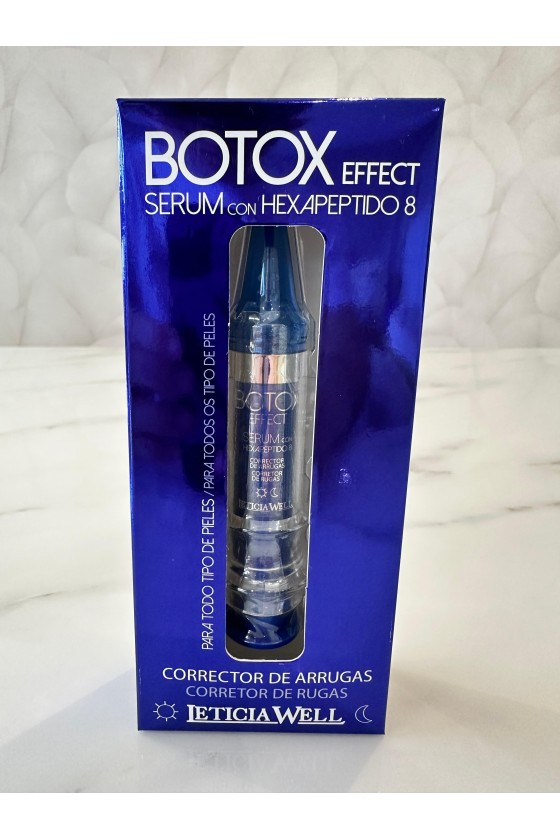 BOTOX EFFECT
SERUM CON HEXAPEPTIDO 8
PARA TODO TIPO DE PIELES / PARA TODOS OS TIPO DE PELES
BOTOX
EFFECT
SERUM CON
HEXAPEPTIDO 8
CORRECTOR
DE ARRUGAS
CORRETOR
DE RUGAS
LETICIA WELL
CORRECTOR DE ARRUGAS
CORRETOR DE RUGAS
LETICIA WELL